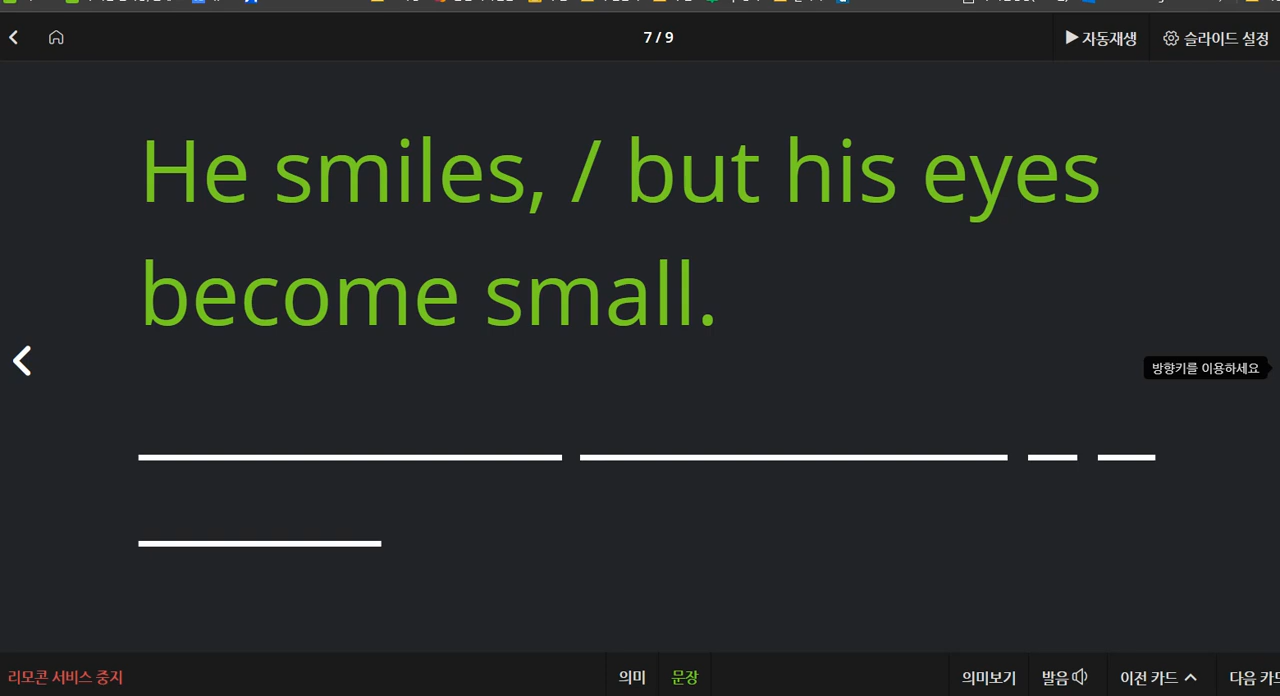 7 / 9
▶ 자동재생
슬라이드 설정
He smiles, / but his eyes
become small.
방향키를 이용하세요
리모콘 서비스 중지
의미
문장
의미보기
발음
이전 카드
다음